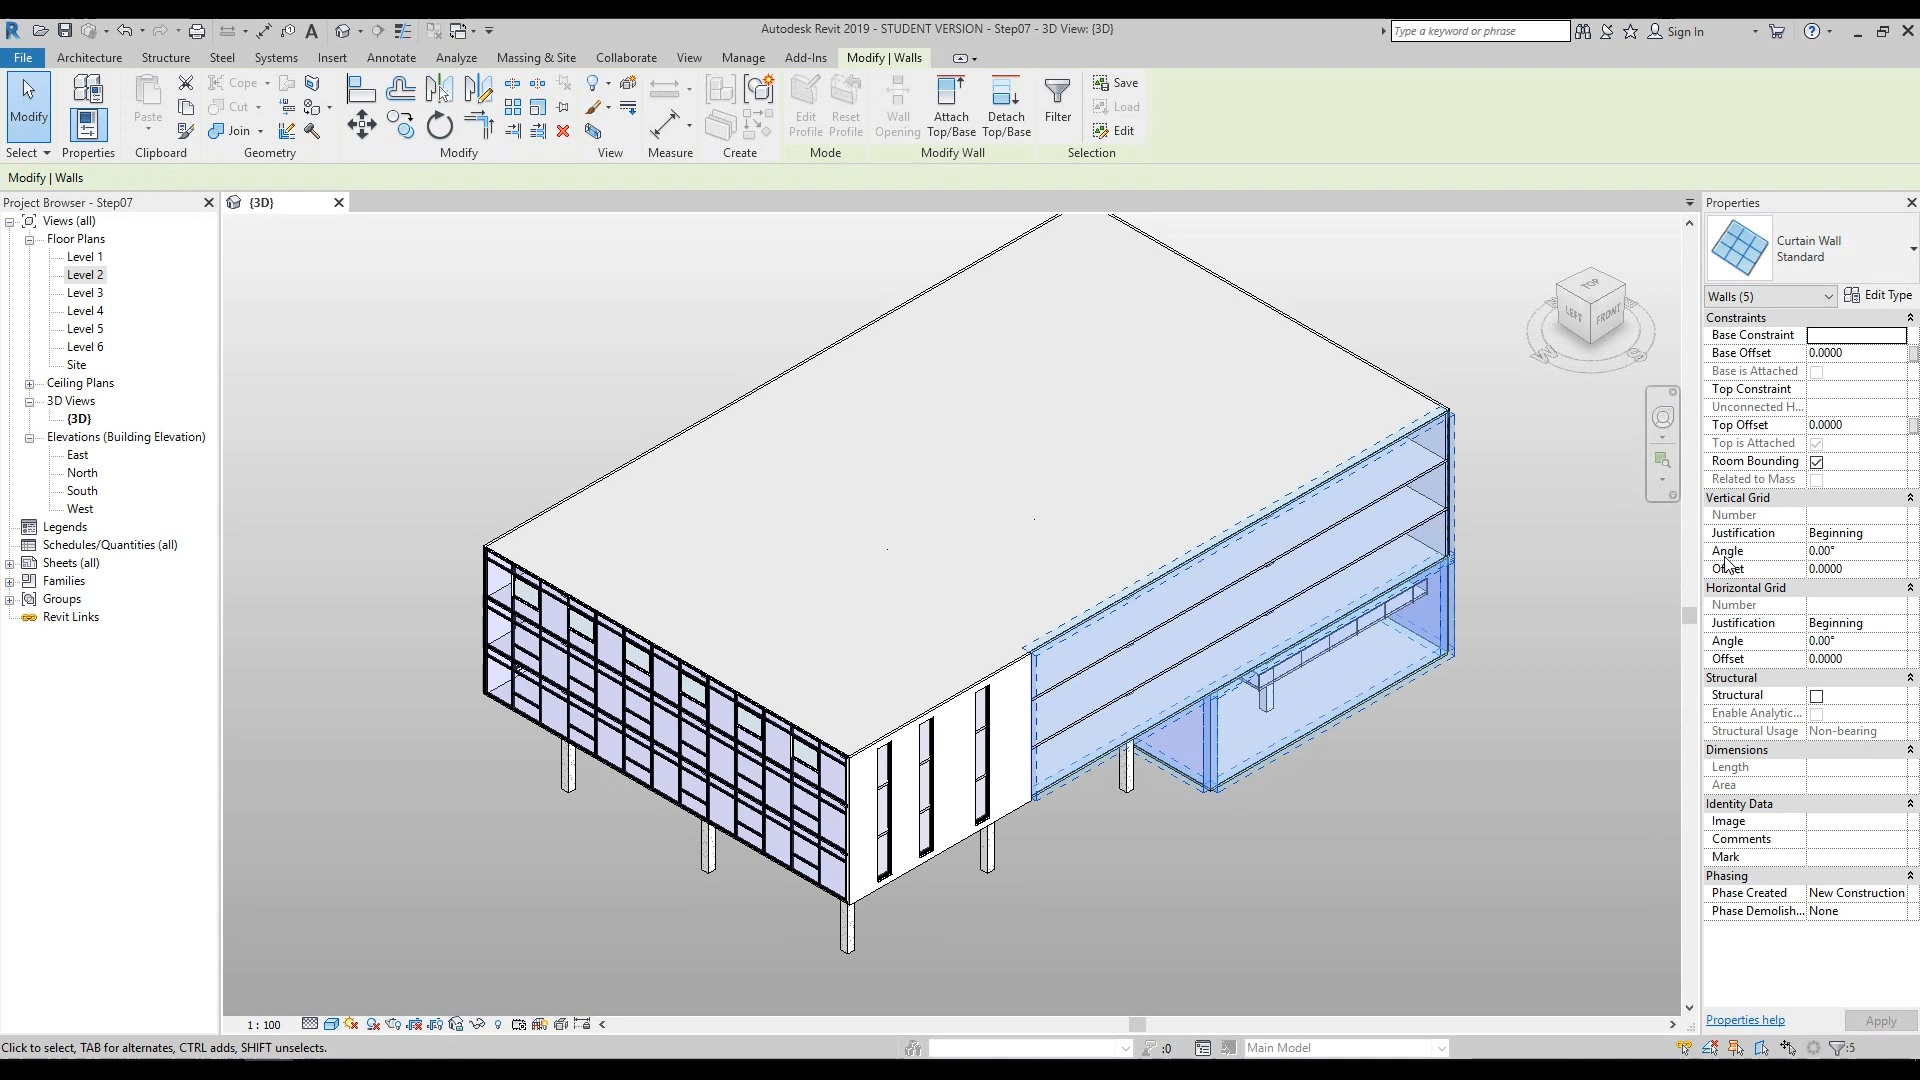 Autodesk Revit 2019 - STUDENT VERSION - Step07 - 3D View: {3D}
Type a keyword or phrase
Sign In
File
Architecture
Structure
Steel
Systems
Insert
Annotate
Analyze
Massing & Site
Collaborate
View
Manage
Add-Ins
Modify | Walls
Modify
Paste
Cope
Cut
Join
Edit
Profile
Reset
Profile
Wall
Opening
Attach
Top/Base
Detach
Top/Base
Filter
Save
Load
Edit
Select
Properties
Clipboard
Geometry
Modify
View
Measure
Create
Mode
Modify Wall
Selection
Modify | Walls
Project Browser - Step07
Views (all)
Floor Plans
Level 1
Level 2
Level 3
Level 4
Level 5
Level 6
Site
Ceiling Plans
3D Views
{3D}
Elevations (Building Elevation)
East
North
South
West
Legends
Schedules/Quantities (all)
Sheets (all)
Families
Groups
Revit Links
{3D}
TOP
LEFT
FRONT
W
S
Properties
Curtain Wall
Standard
Walls (5)
Edit Type
Constraints
Base Constraint
Base Offset 0.0000
Base is Attached
Top Constraint
Unconnected H...
Top Offset 0.0000
Top is Attached
Room Bounding
Related to Mass
Vertical Grid
Number
Justification Beginning
Angle 0.00°
Offset 0.0000
Horizontal Grid
Number
Justification Beginning
Angle 0.00°
Offset 0.0000
Structural
Structural
Enable Analytic...
Structural Usage Non-bearing
Dimensions
Length
Area
Identity Data
Image
Comments
Mark
Phasing
Phase Created New Construction
Phase Demolish... None
Properties help
Apply
1 : 100
Click to select, TAB for alternates, CTRL adds, SHIFT unselects.
:0
Main Model
:5